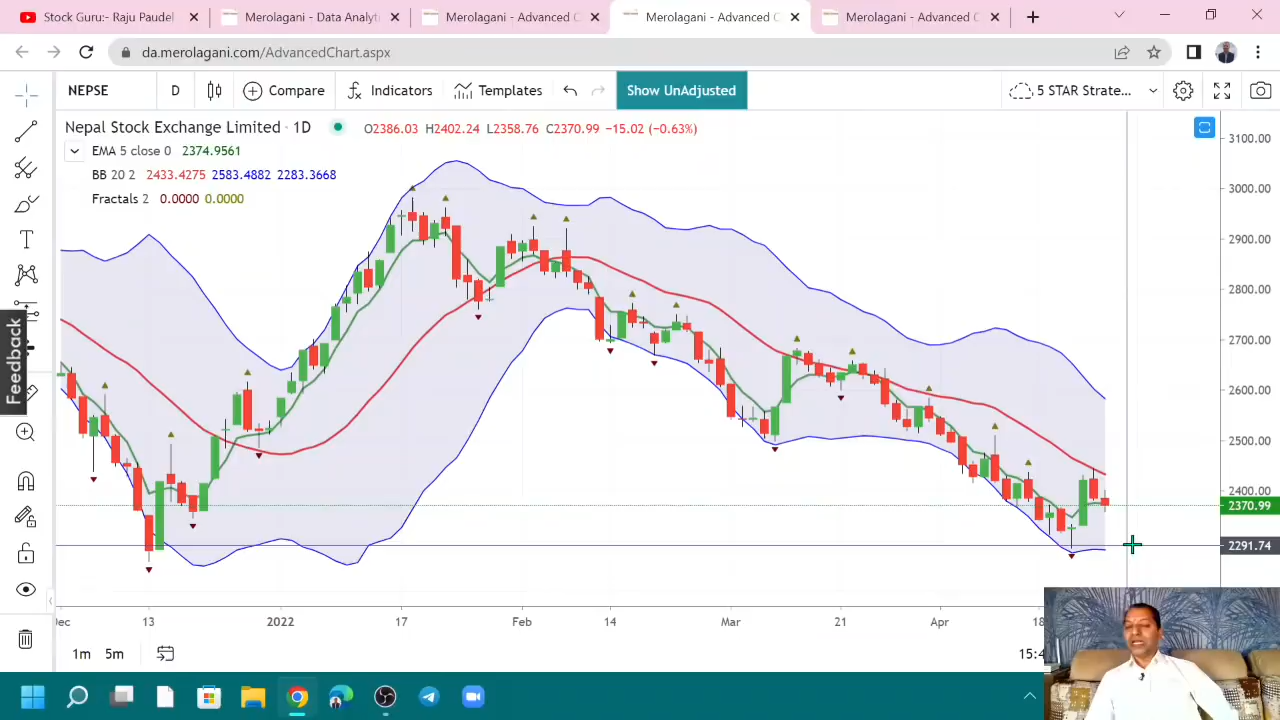 Stock Guru:- Raju Paudel
Merolagani - Data Analyti
Merolagani - Advanced C
Merolagani - Advanced C
Merolagani - Advanced C
da.merolagani.com/AdvancedChart.aspx
NEPSE D Compare Indicators Templates Show UnAdjusted 5 STAR Strate...
Nepal Stock Exchange Limited · 1D O2386.03 H2402.24 L2358.76 C2370.99 −15.02 (−0.63%)
EMA 5 close 0 2374.9561
BB 20 2 2433.4275 2583.4882 2283.3668
Fractals 2 0.0000 0.0000
3100.00
3000.00
2900.00
2800.00
2700.00
2600.00
2500.00
2400.00
2370.99
2291.74
Feedback
Dec 13 2022 17 Feb 14 Mar 21 Apr 18
1m 5m 15:4